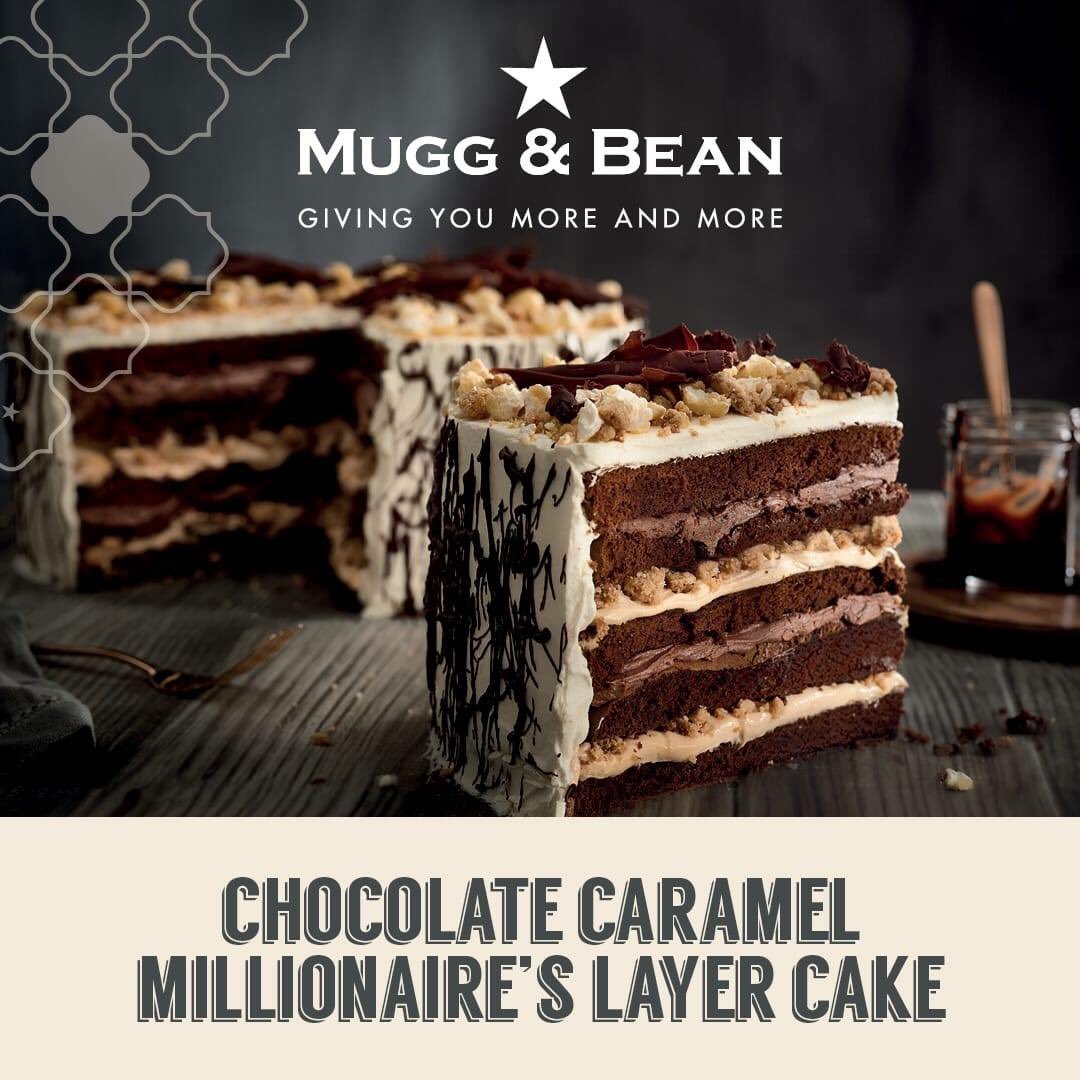 MUGG & BEAN
GIVING YOU MORE AND MORE
CHOCOLATE CARAMEL
MILLIONAIRE'S LAYER CAKE